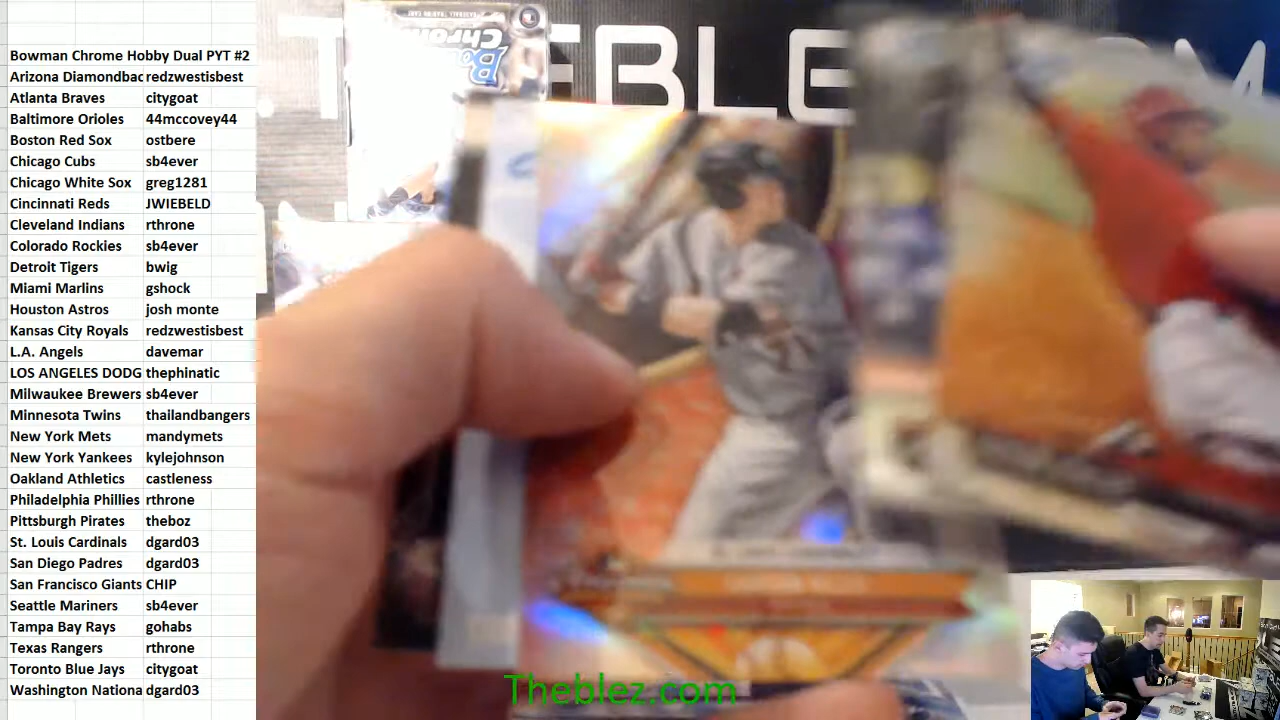 Bowman Chrome Hobby Dual PYT #2
Arizona Diamondbac redzwestisbest
Atlanta Braves citygoat
Baltimore Orioles 44mccovey44
Boston Red Sox ostbere
Chicago Cubs sb4ever
Chicago White Sox greg1281
Cincinnati Reds JWIEBELD
Cleveland Indians rthrone
Colorado Rockies sb4ever
Detroit Tigers bwig
Miami Marlins gshock
Houston Astros josh monte
Kansas City Royals redzwestisbest
L.A. Angels davemar
LOS ANGELES DODG thephinatic
Milwaukee Brewers sb4ever
Minnesota Twins thailandbangers
New York Mets mandymets
New York Yankees kylejohnson
Oakland Athletics castleness
Philadelphia Phillies rthrone
Pittsburgh Pirates theboz
St. Louis Cardinals dgard03
San Diego Padres dgard03
San Francisco Giants CHIP
Seattle Mariners sb4ever
Tampa Bay Rays gohabs
Texas Rangers rthrone
Toronto Blue Jays citygoat
Washington Nationa dgard03
Theblez.com